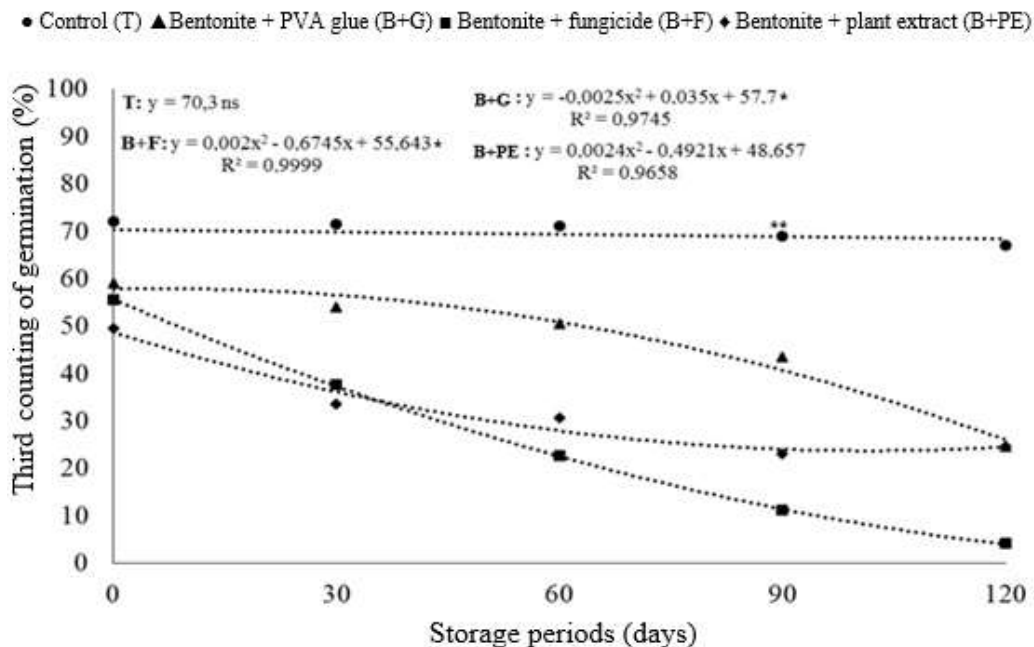 ● Control (T) ▲ Bentonite + PVA glue (B+G) ■ Bentonite + fungicide (B+F) ◆ Bentonite + plant extract (B+PE)
100
90
80
70
60
50
40
30
20
10
0
Third counting of germination (%)
T: y = 70,3 ns
B+F: y = 0,002x² - 0,6745x + 55,643*
R² = 0,9999
B+G : y = -0,0025x² + 0,035x + 57,7*
R² = 0,9745
B+PE : y = 0,0024x² - 0,4921x + 48,657
R² = 0,9658
**
0 30 60 90 120
Storage periods (days)